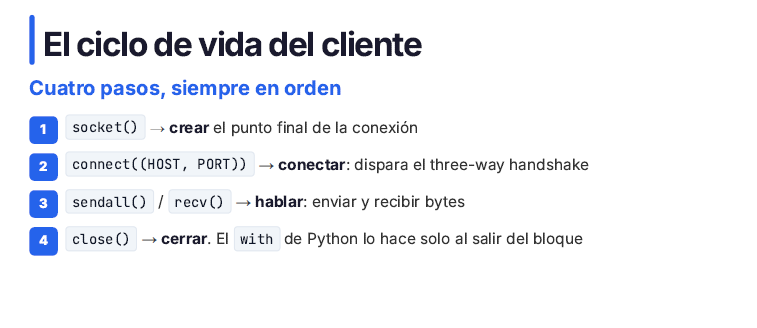 El ciclo de vida del cliente
Cuatro pasos, siempre en orden
1 socket() → crear el punto final de la conexión
2 connect((HOST, PORT)) → conectar: dispara el three-way handshake
3 sendall() / recv() → hablar: enviar y recibir bytes
4 close() → cerrar. El with de Python lo hace solo al salir del bloque